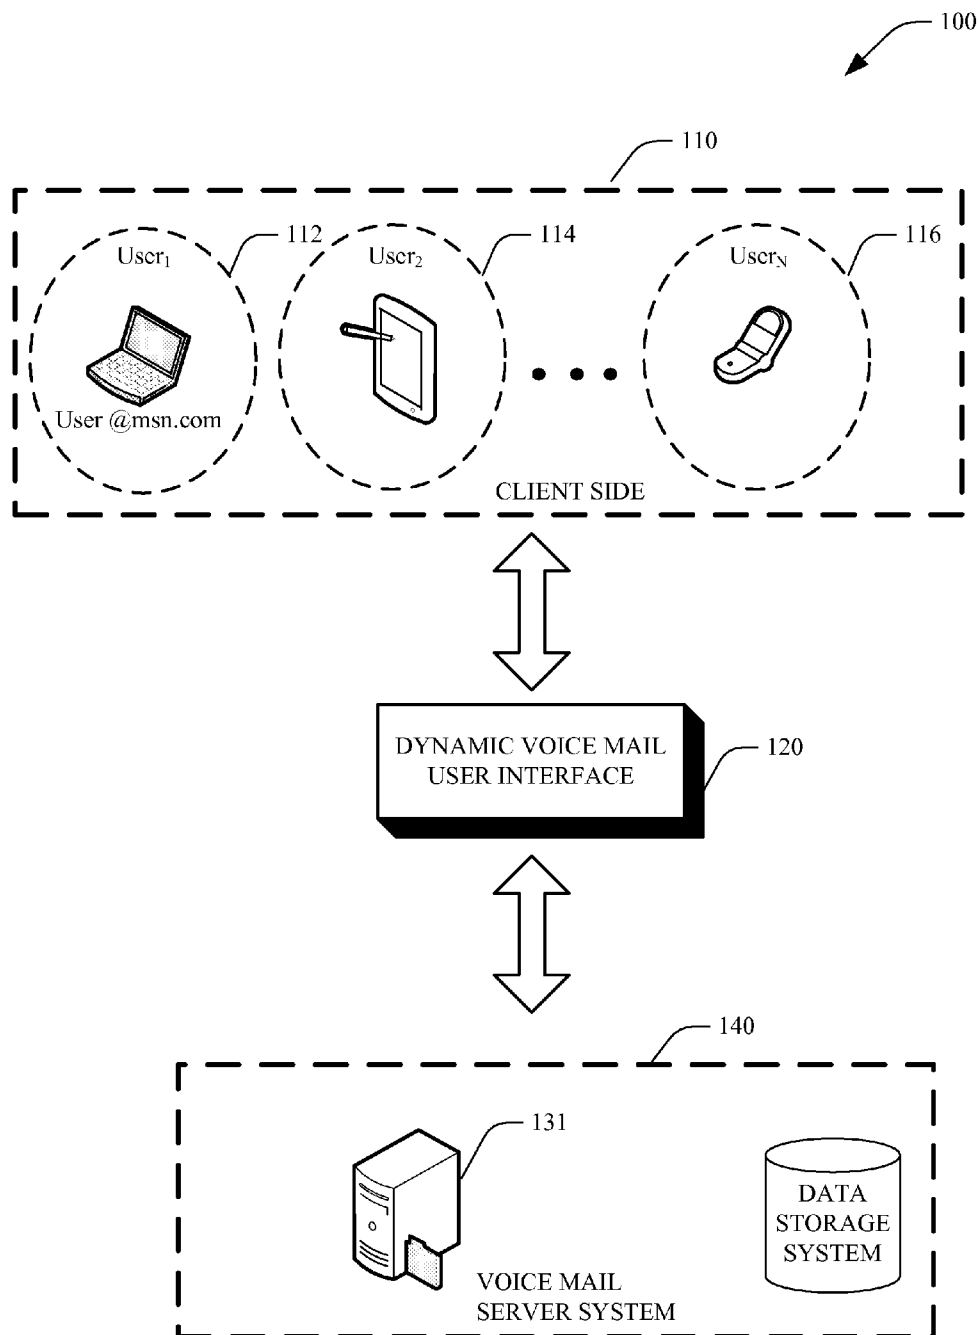 100
110
112
114
116
User₁
User₂
User_N
User @msn.com
CLIENT SIDE
DYNAMIC VOICE MAIL
USER INTERFACE
120
140
131
DATA
STORAGE
SYSTEM
VOICE MAIL
SERVER SYSTEM